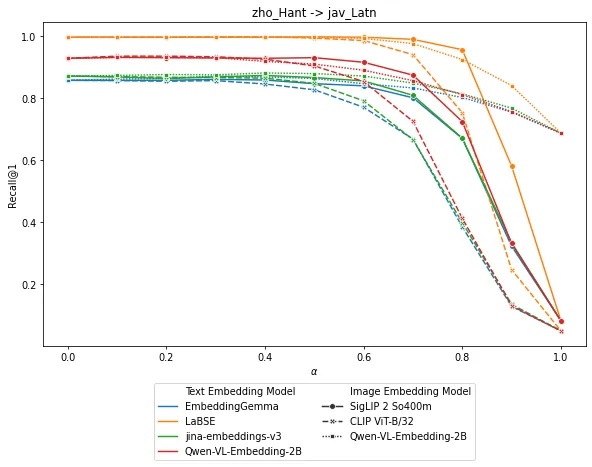 zho_Hant -> jav_Latn
1.0
0.8
0.6
0.4
0.2
Recall@1
0.0 0.2 0.4 0.6 0.8 1.0
α
Text Embedding Model
EmbeddingGemma
LaBSE
jina-embeddings-v3
Qwen-VL-Embedding-2B
Image Embedding Model
SigLIP 2 So400m
CLIP ViT-B/32
Qwen-VL-Embedding-2B